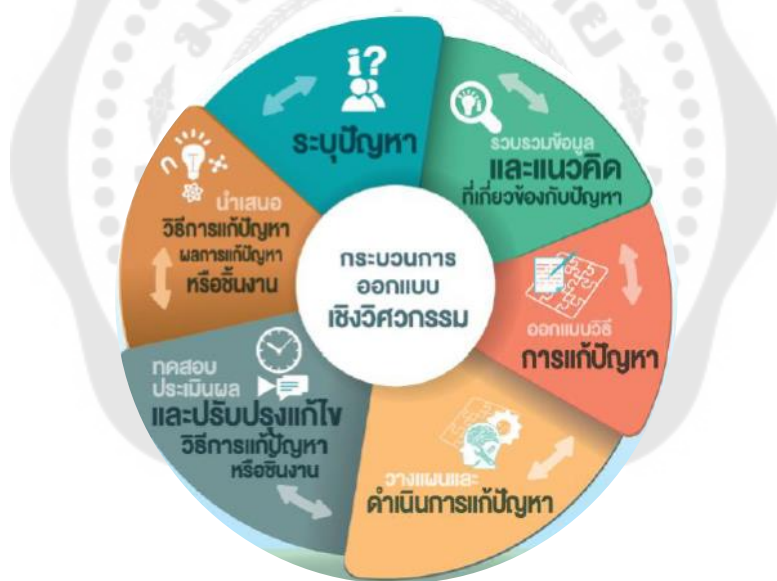 i?
ระบุปัญหา
รวบรวมข้อมูล
และแนวคิด
ที่เกี่ยวข้องกับปัญหา
ออกแบบวิธี
การแก้ปัญหา
วางแผนและ
ดำเนินการแก้ปัญหา
ทดสอบ
ประเมินผล
และปรับปรุงแก้ไข
วิธีการแก้ปัญหา
หรือชิ้นงาน
นำเสนอ
วิธีการแก้ปัญหา
ผลการแก้ปัญหา
หรือชิ้นงาน
กระบวนการ
ออกแบบ
เชิงวิศวกรรม